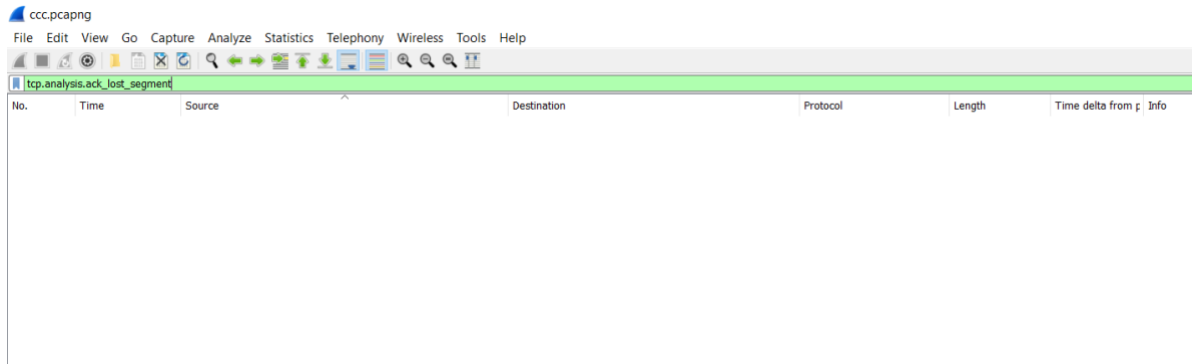 ccc.pcapng
File Edit View Go Capture Analyze Statistics Telephony Wireless Tools Help
tcp.analysis.ack_lost_segment
No. Time Source Destination Protocol Length Time delta from p Info